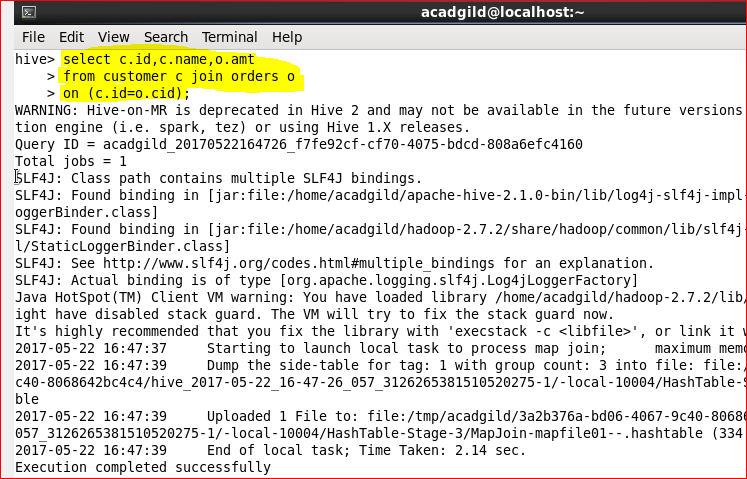 acadgild@localhost:~
File Edit View Search Terminal Help
hive> select c.id,c.name,o.amt
> from customer c join orders o
> on (c.id=o.cid);
WARNING: Hive-on-MR is deprecated in Hive 2 and may not be available in the future versions
tion engine (i.e. spark, tez) or using Hive 1.X releases.
Query ID = acadgild_20170522164726_f7fe92cf-cf70-4075-bdcd-808a6efc4160
Total jobs = 1
SLF4J: Class path contains multiple SLF4J bindings.
SLF4J: Found binding in [jar:file:/home/acadgild/apache-hive-2.1.0-bin/lib/log4j-slf4j-impl-
oggerBinder.class]
SLF4J: Found binding in [jar:file:/home/acadgild/hadoop-2.7.2/share/hadoop/common/lib/slf4j-
l/StaticLoggerBinder.class]
SLF4J: See http://www.slf4j.org/codes.html#multiple_bindings for an explanation.
SLF4J: Actual binding is of type [org.apache.logging.slf4j.Log4jLoggerFactory]
Java HotSpot(TM) Client VM warning: You have loaded library /home/acadgild/hadoop-2.7.2/lib/
ight have disabled stack guard. The VM will try to fix the stack guard now.
It's highly recommended that you fix the library with 'execstack -c <libfile>', or link it w
2017-05-22 16:47:37 Starting to launch local task to process map join; maximum memo
2017-05-22 16:47:39 Dump the side-table for tag: 1 with group count: 3 into file: file:/
c40-8068642bc4c4/hive_2017-05-22_16-47-26_057_3126265381510520275-1/-local-10004/HashTable-S
ble
2017-05-22 16:47:39 Uploaded 1 File to: file:/tmp/acadgild/3a2b376a-bd06-4067-9c40-80686
057_3126265381510520275-1/-local-10004/HashTable-Stage-3/MapJoin-mapfile01--.hashtable (334
2017-05-22 16:47:39 End of local task; Time Taken: 2.14 sec.
Execution completed successfully